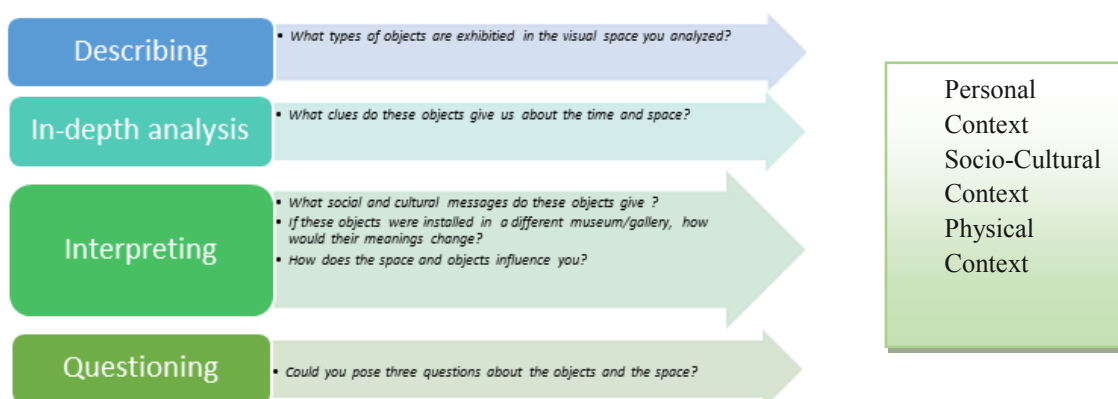 Describing
• What types of objects are exhibitied in the visual space you analyzed?
In-depth analysis
• What clues do these objects give us about the time and space?
Interpreting
• What social and cultural messages do these objects give ?
• If these objects were installed in a different museum/gallery, how
would their meanings change?
• How does the space and objects influence you?
Questioning
• Could you pose three questions about the objects and the space?
Personal
Context
Socio-Cultural
Context
Physical
Context